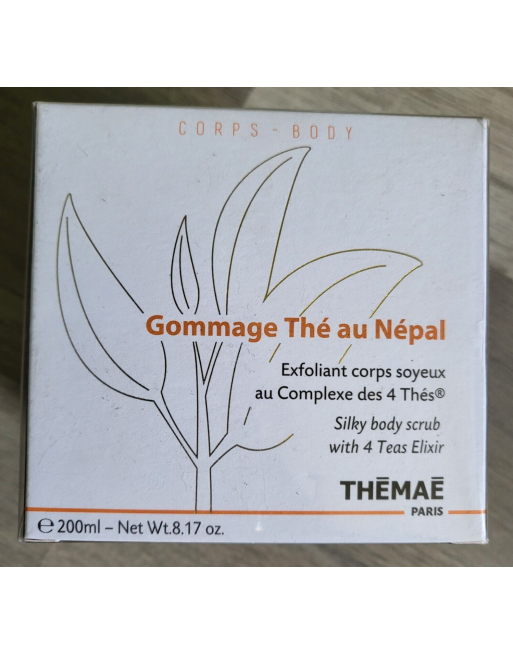 CORPS - BODY
Gommage Thé au Népal
Exfoliant corps soyeux
au Complexe des 4 Thés®
Silky body scrub
with 4 Teas Elixir
THĒMAĒ
PARIS
℮ 200ml – Net Wt.8.17 oz.